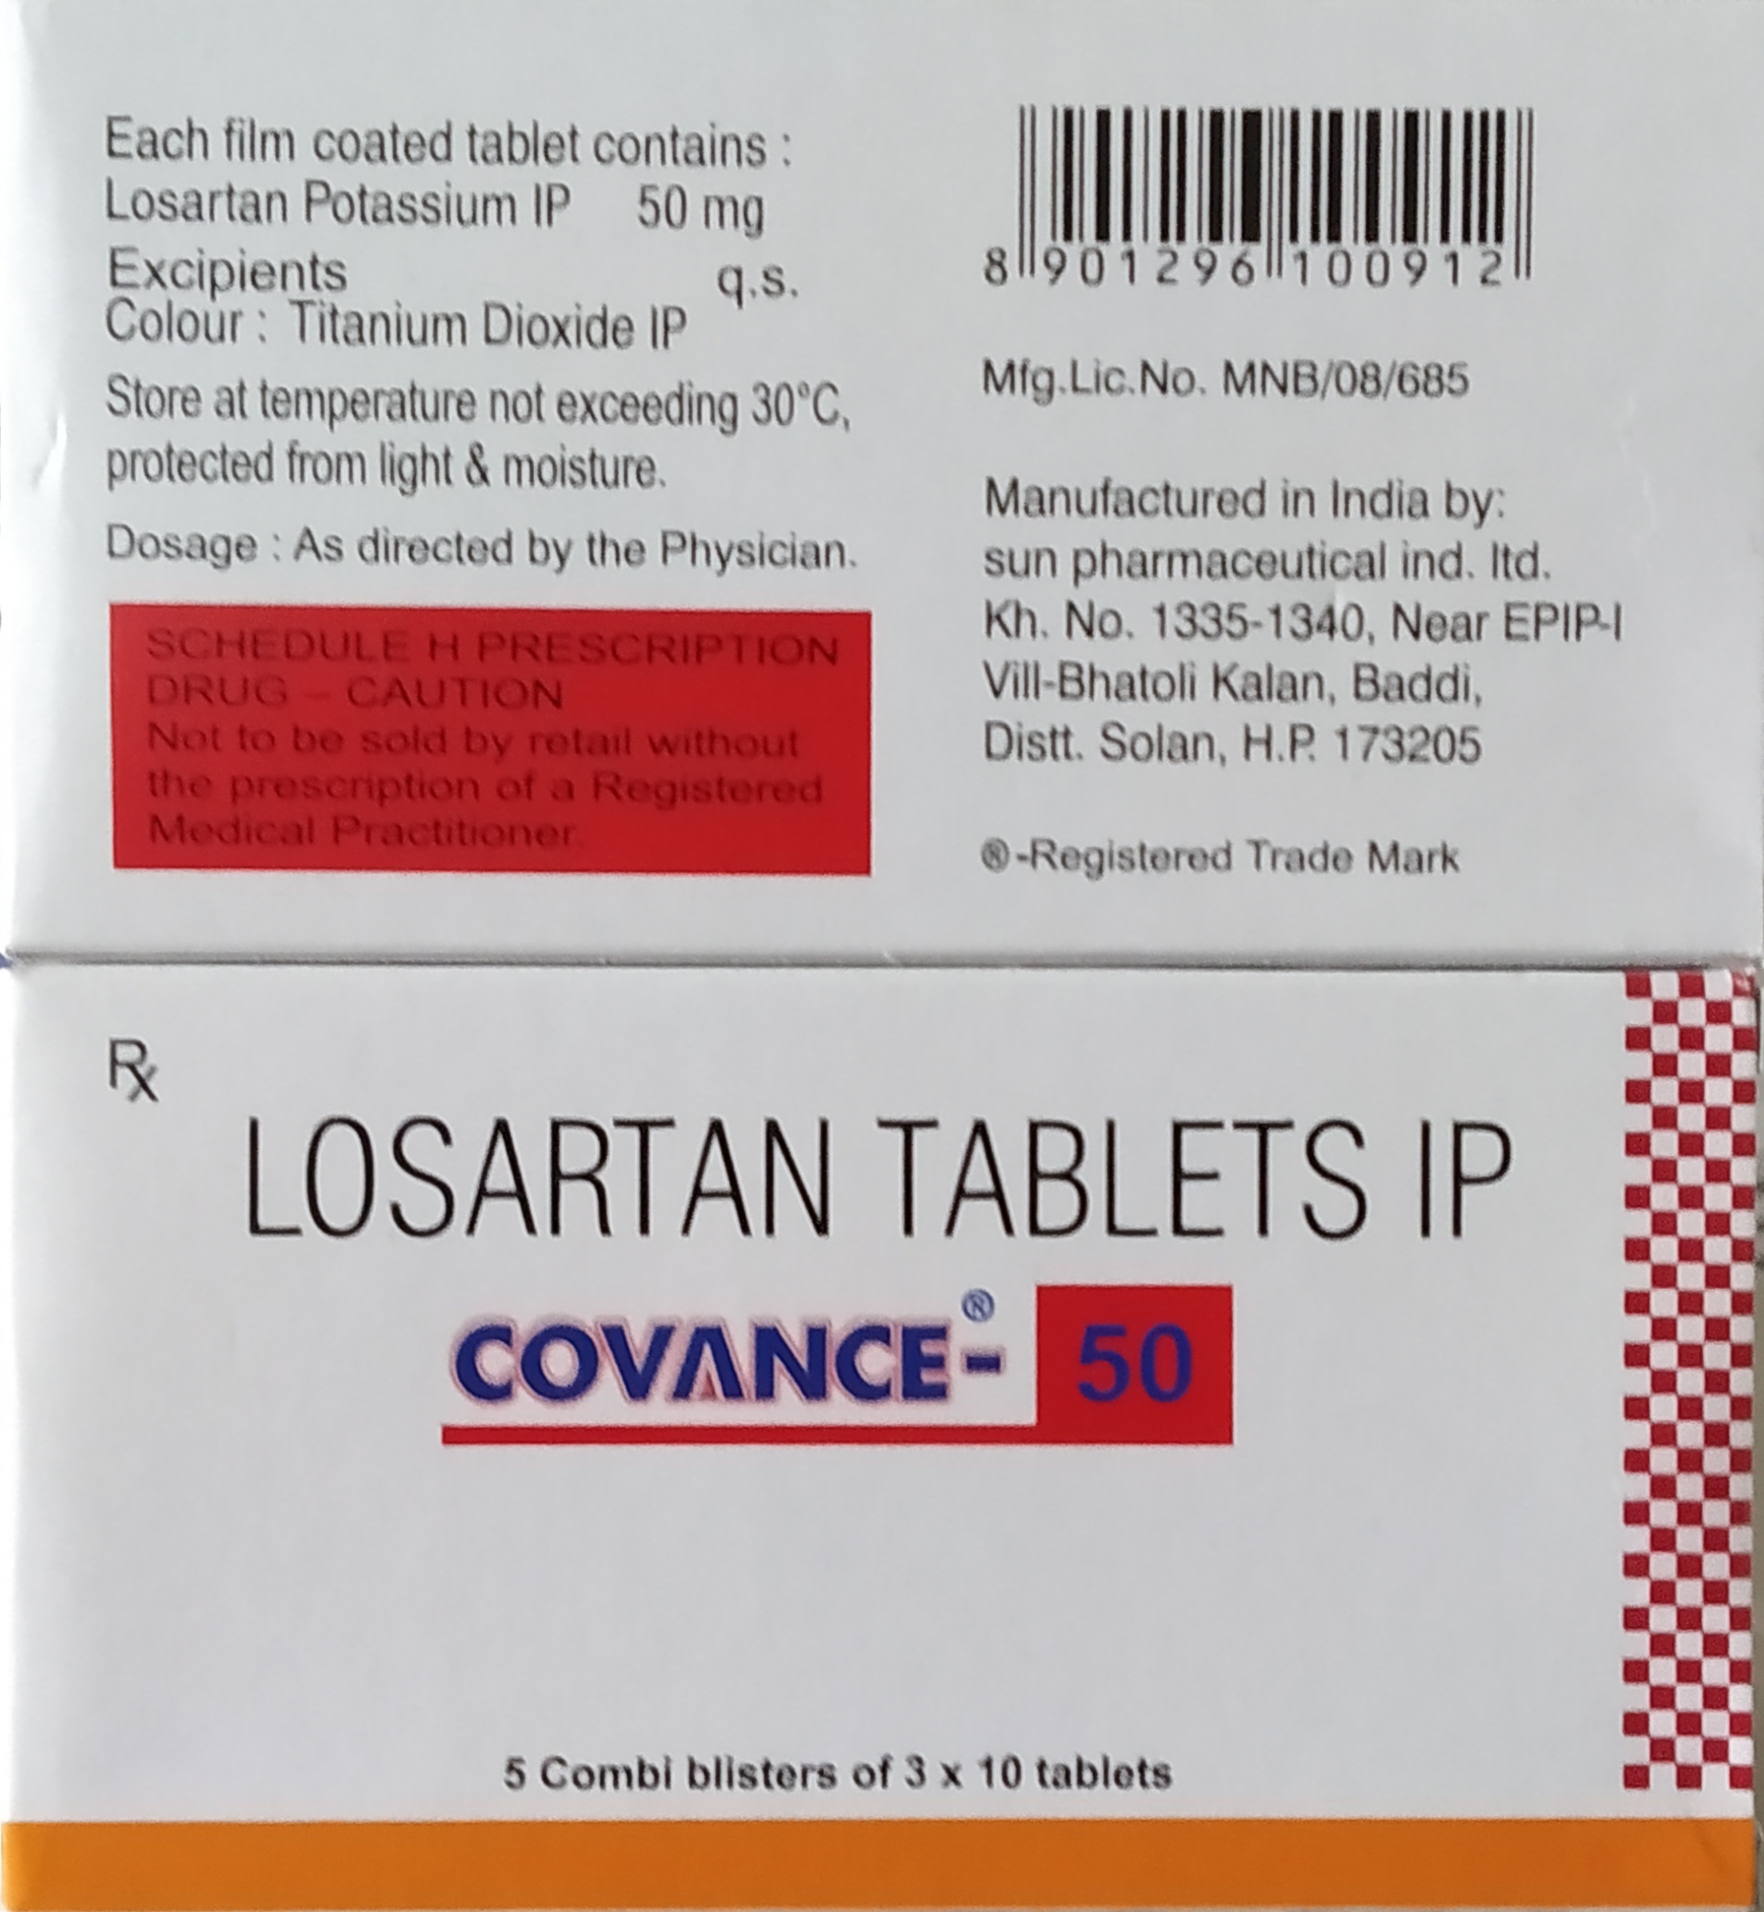 Each film coated tablet contains :
Losartan Potassium IP 50 mg
Excipients q.s.
Colour : Titanium Dioxide IP
Store at temperature not exceeding 30°C,
protected from light & moisture.
Dosage : As directed by the Physician.
SCHEDULE H PRESCRIPTION
DRUG – CAUTION
Not to be sold by retail without
the prescription of a Registered
Medical Practitioner.
8 901296 100912
Mfg.Lic.No. MNB/08/685
Manufactured in India by:
sun pharmaceutical ind. ltd.
Kh. No. 1335-1340, Near EPIP-I
Vill-Bhatoli Kalan, Baddi,
Distt. Solan, H.P. 173205
®-Registered Trade Mark
Rx
LOSARTAN TABLETS IP
COVANCE®- 50
5 Combi blisters of 3 x 10 tablets